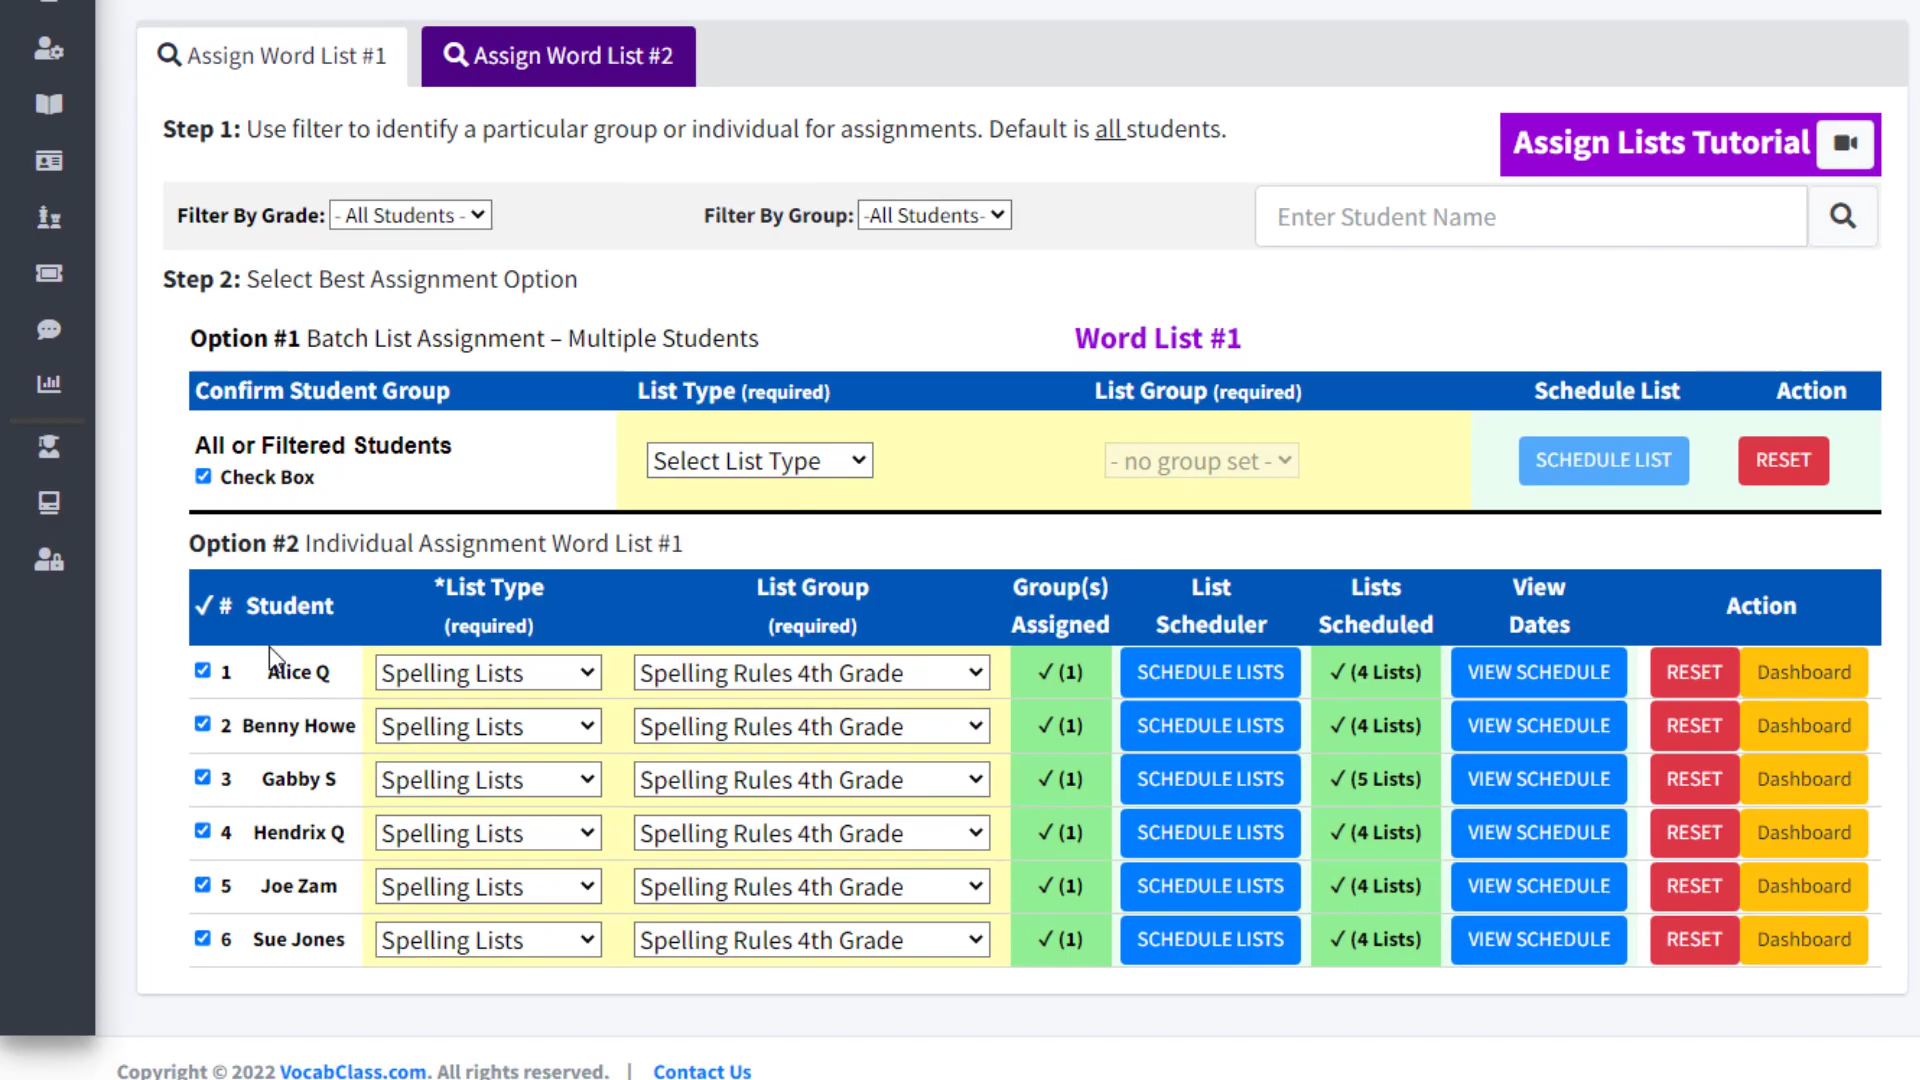 Assign Word List #1
Assign Word List #2
Step 1: Use filter to identify a particular group or individual for assignments. Default is all students.
Assign Lists Tutorial
Filter By Grade: - All Students -
Filter By Group: -All Students-
Enter Student Name
Step 2: Select Best Assignment Option
Option #1 Batch List Assignment – Multiple Students
Word List #1
Confirm Student Group List Type (required) List Group (required) Schedule List Action
All or Filtered Students
Check Box
Select List Type
- no group set -
SCHEDULE LIST
RESET
Option #2 Individual Assignment Word List #1
✓ # Student
*List Type (required)
List Group (required)
Group(s) Assigned
List Scheduler
Lists Scheduled
View Dates
Action
1 Alice Q Spelling Lists Spelling Rules 4th Grade ✓ (1) SCHEDULE LISTS ✓ (4 Lists) VIEW SCHEDULE RESET Dashboard
2 Benny Howe Spelling Lists Spelling Rules 4th Grade ✓ (1) SCHEDULE LISTS ✓ (4 Lists) VIEW SCHEDULE RESET Dashboard
3 Gabby S Spelling Lists Spelling Rules 4th Grade ✓ (1) SCHEDULE LISTS ✓ (5 Lists) VIEW SCHEDULE RESET Dashboard
4 Hendrix Q Spelling Lists Spelling Rules 4th Grade ✓ (1) SCHEDULE LISTS ✓ (4 Lists) VIEW SCHEDULE RESET Dashboard
5 Joe Zam Spelling Lists Spelling Rules 4th Grade ✓ (1) SCHEDULE LISTS ✓ (4 Lists) VIEW SCHEDULE RESET Dashboard
6 Sue Jones Spelling Lists Spelling Rules 4th Grade ✓ (1) SCHEDULE LISTS ✓ (4 Lists) VIEW SCHEDULE RESET Dashboard
Copyright © 2022 VocabClass.com. All rights reserved. | Contact Us